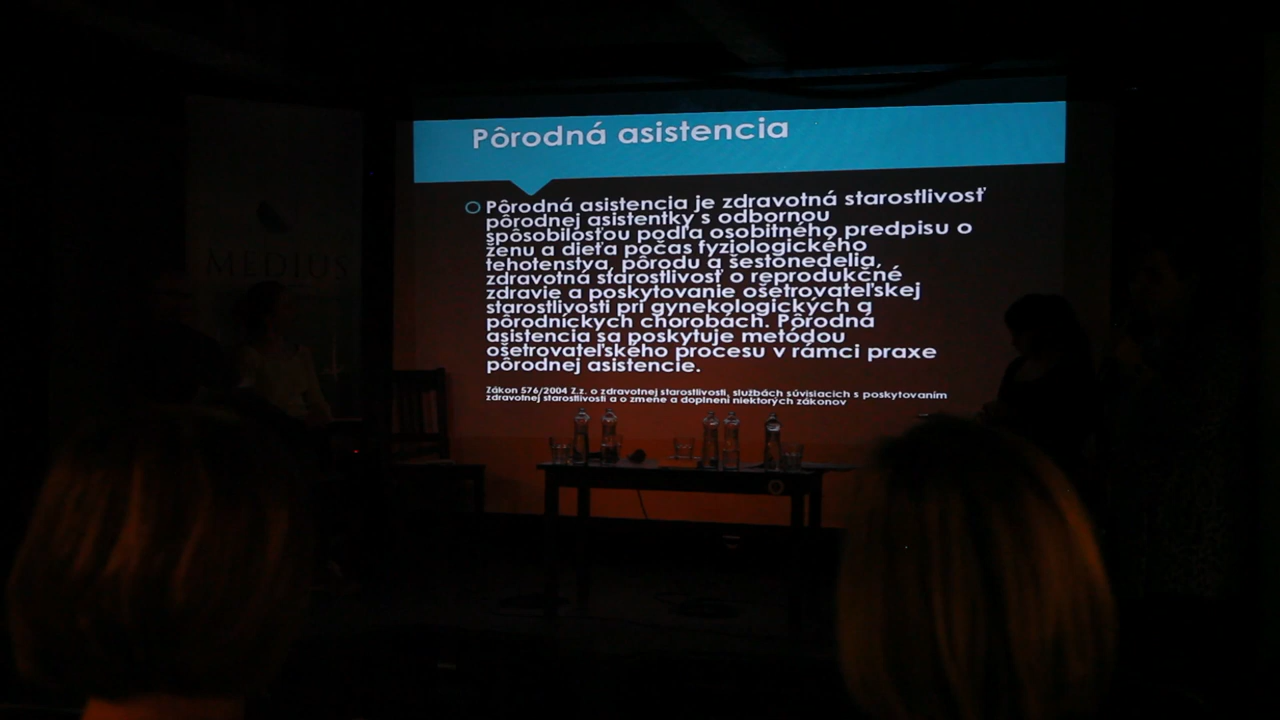 Pôrodná asistencia
Pôrodná asistencia je zdravotná starostlivosť
pôrodnej asistentky s odbornou
spôsobilosťou podľa osobitného predpisu o
ženu a dieťa počas fyziologického
tehotenstva, pôrodu a šestonedelia,
zdravotná starostlivosť o reprodukčné
zdravie a poskytovanie ošetrovateľskej
starostlivosti pri gynekologických a
pôrodníckych chorobách. Pôrodná
asistencia sa poskytuje metódou
ošetrovateľského procesu v rámci praxe
pôrodnej asistencie.
Zákon 576/2004 Z.z. o zdravotnej starostlivosti, službách súvisiacich s poskytovaním
zdravotnej starostlivosti a o zmene a doplnení niektorých zákonov
MEDIUS